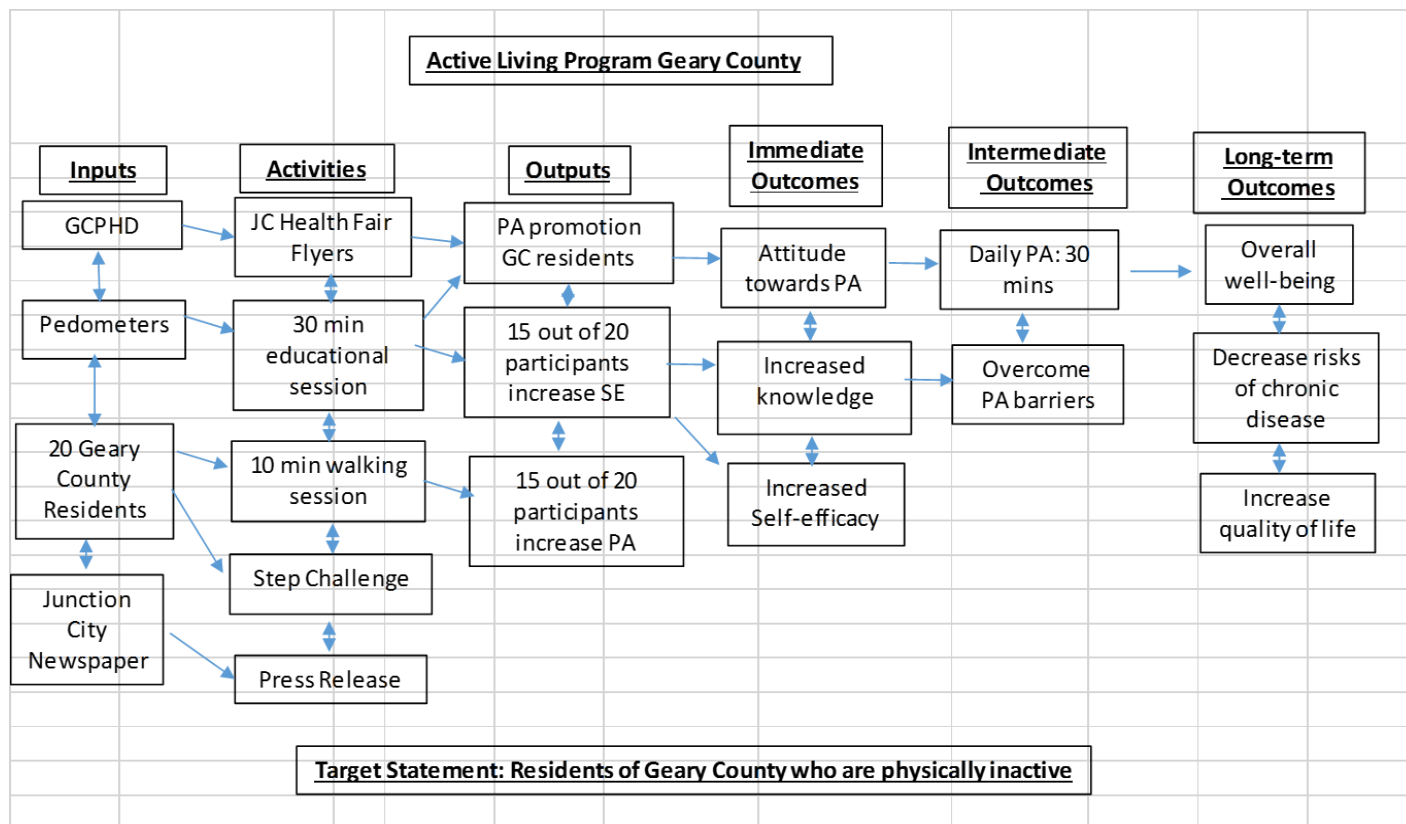 Active Living Program Geary County
Inputs
GCPHD
Pedometers
20 Geary
County
Residents
Junction
City
Newspaper
Activities
JC Health Fair
Flyers
30 min
educational
session
10 min walking
session
Step Challenge
Press Release
Outputs
PA promotion
GC residents
15 out of 20
participants
increase SE
15 out of 20
participants
increase PA
Immediate
Outcomes
Attitude
towards PA
Increased
knowledge
Increased
Self-efficacy
Intermediate
Outcomes
Daily PA: 30
mins
Overcome
PA barriers
Long-term
Outcomes
Overall
well-being
Decrease risks
of chronic
disease
Increase
quality of life
Target Statement: Residents of Geary County who are physically inactive